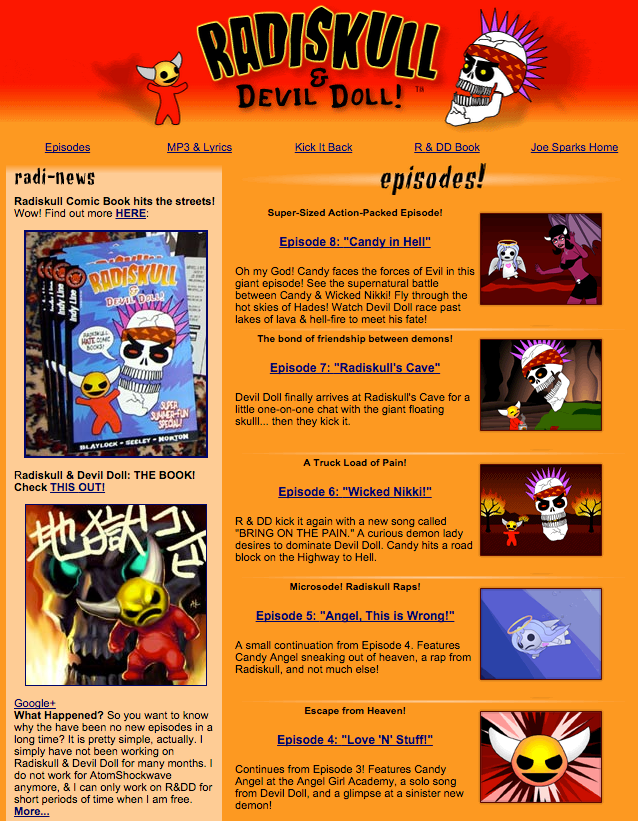 RADISKULL
& DEVIL DOLL! TM
Episodes
MP3 & Lyrics
Kick It Back
R & DD Book
Joe Sparks Home
radi-news
Radiskull Comic Book hits the streets!
Wow! Find out more HERE:
Indy Line
RADISKULL
& DEVIL DOLL!
RADISKULL
HATE COMIC
BOOKS!
SUPER
SUMMER-FUN
SPECIAL!
BLAYLOCK - SEELEY - NORTON
Radiskull & Devil Doll: THE BOOK!
Check THIS OUT!
地獄
Google+
What Happened? So you want to know
why the have been no new episodes in a
long time? It is pretty simple, actually. I
simply have not been working on
Radiskull & Devil Doll for many months. I
do not work for AtomShockwave
anymore, & I can only work on R&DD for
short periods of time when I am free.
More...
episodes!
Super-Sized Action-Packed Episode!
Episode 8: "Candy in Hell"
Oh my God! Candy faces the forces of Evil in this
giant episode! See the supernatural battle
between Candy & Wicked Nikki! Fly through the
hot skies of Hades! Watch Devil Doll race past
lakes of lava & hell-fire to meet his fate!
The bond of friendship between demons!
Episode 7: "Radiskull's Cave"
Devil Doll finally arrives at Radiskull's Cave for a
little one-on-one chat with the giant floating
skulll... then they kick it.
A Truck Load of Pain!
Episode 6: "Wicked Nikki!"
R & DD kick it again with a new song called
"BRING ON THE PAIN." A curious demon lady
desires to dominate Devil Doll. Candy hits a road
block on the Highway to Hell.
Microsode! Radiskull Raps!
Episode 5: "Angel, This is Wrong!"
A small continuation from Episode 4. Features
Candy Angel sneaking out of heaven, a rap from
Radiskull, and not much else!
Escape from Heaven!
Episode 4: "Love 'N' Stuff!"
Continues from Episode 3! Features Candy
Angel at the Angel Girl Academy, a solo song
from Devil Doll, and a glimpse at a sinister new
demon!